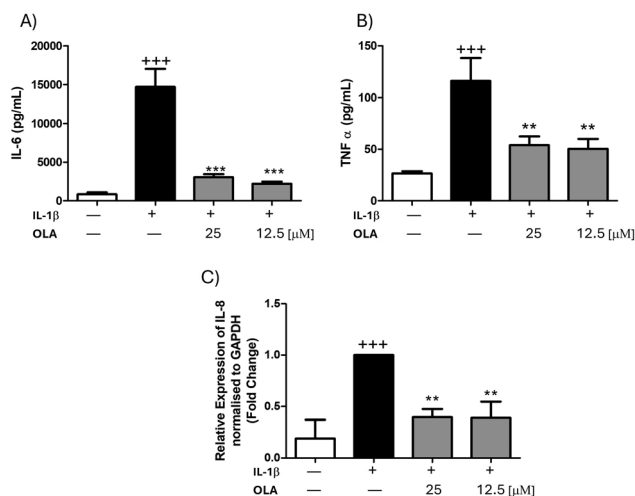 A)
IL-6 (pg/mL)
20000
15000
10000
5000
0
+++
***
***
IL-1β — + + +
OLA — — 25 12.5 [μM]
B)
TNF α (pg/mL)
150
100
50
0
+++
**
**
IL-1β — + + +
OLA — — 25 12.5 [μM]
C)
Relative Expression of IL-8
normalised to GAPDH
(Fold Change)
1.5
1.0
0.5
0.0
+++
**
**
IL-1β — + + +
OLA — — 25 12.5 [μM]